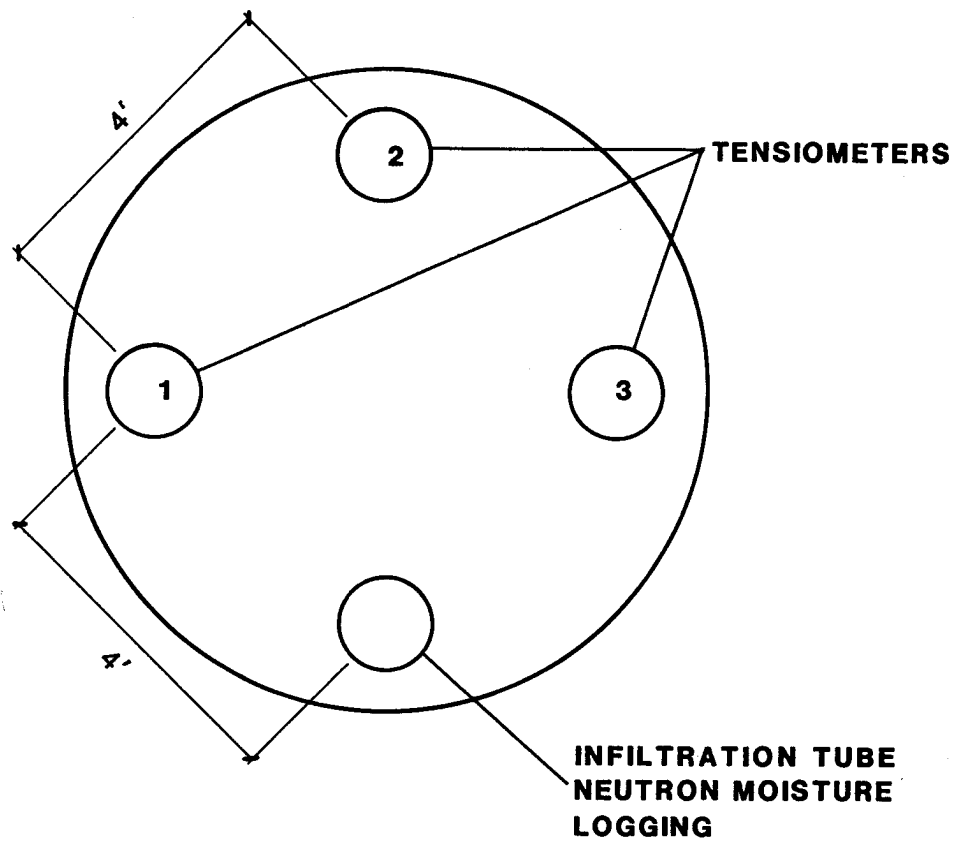 4'
2
TENSIOMETERS
1
3
4'
INFILTRATION TUBE
NEUTRON MOISTURE
LOGGING